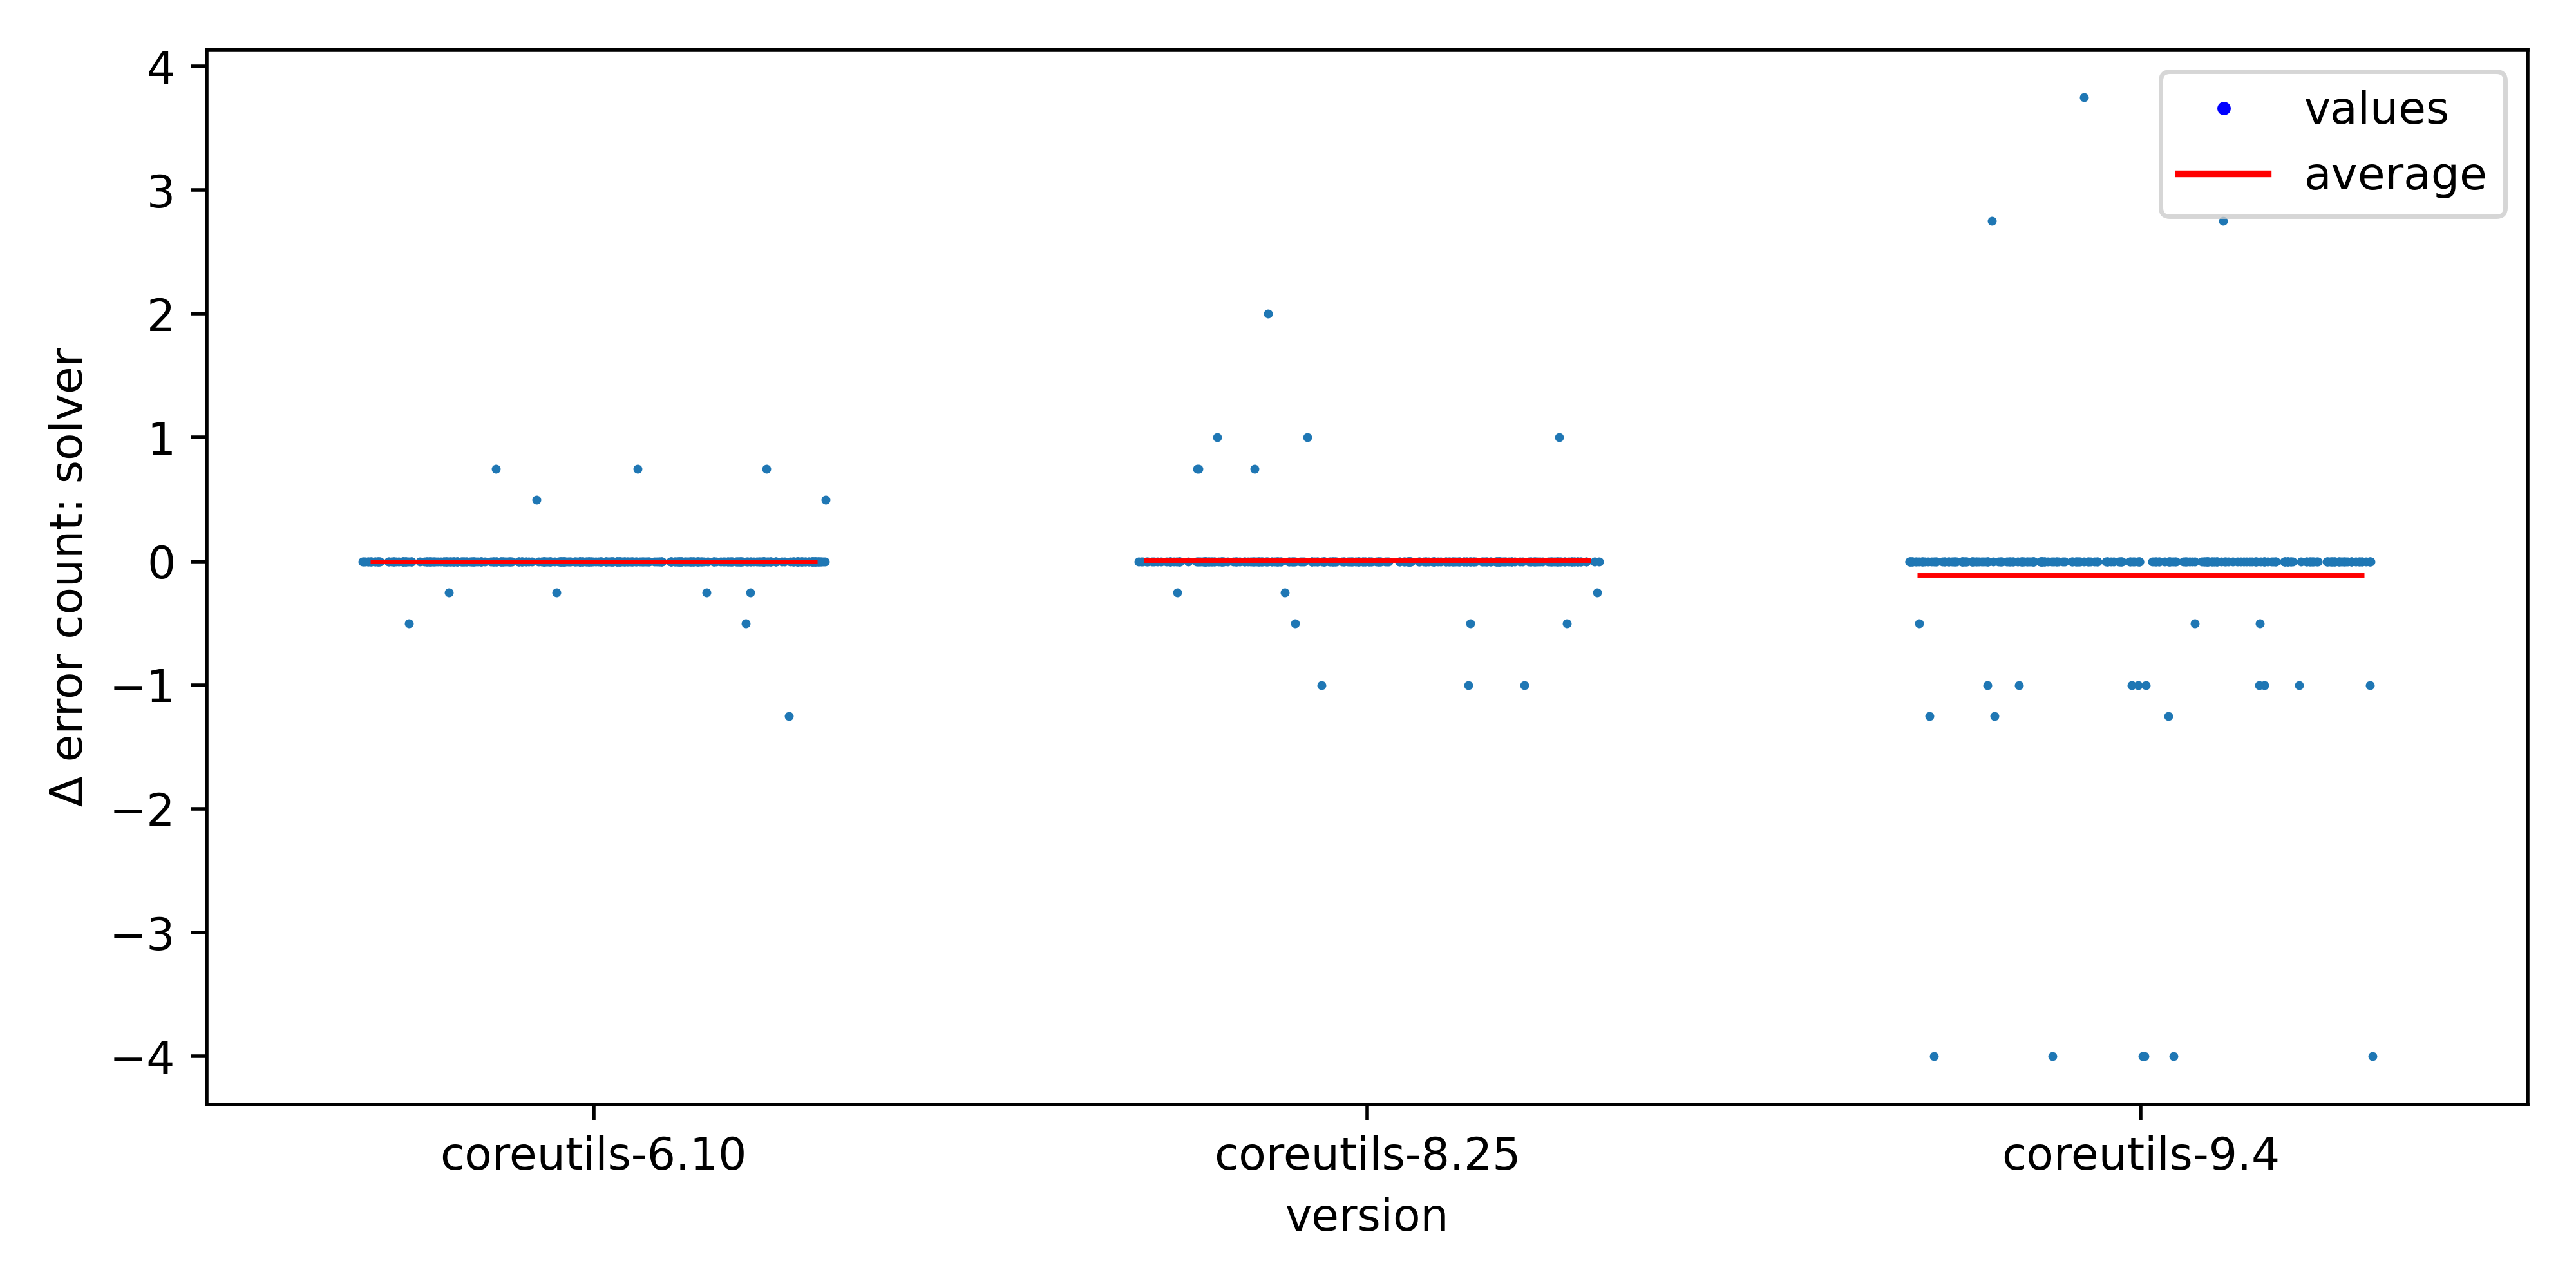 4
3
2
1
0
−1
−2
−3
−4
Δ error count: solver
values
average
coreutils-6.10
coreutils-8.25
coreutils-9.4
version